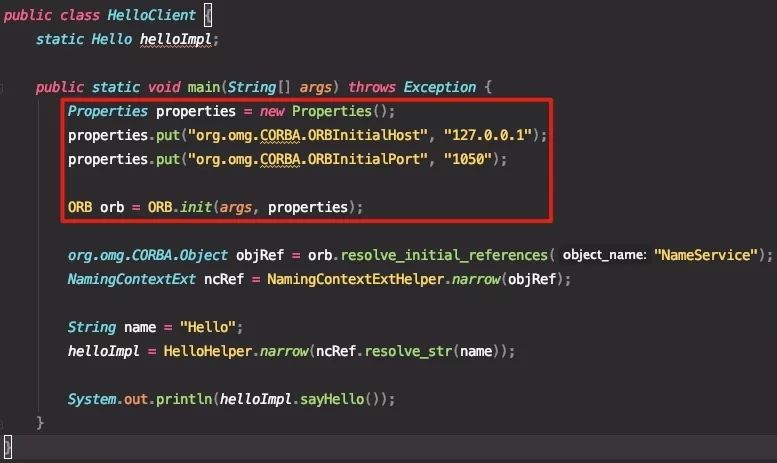 public class HelloClient {
static Hello helloImpl;
public static void main(String[] args) throws Exception {
Properties properties = new Properties();
properties.put("org.omg.CORBA.ORBInitialHost", "127.0.0.1");
properties.put("org.omg.CORBA.ORBInitialPort", "1050");
ORB orb = ORB.init(args, properties);
org.omg.CORBA.Object objRef = orb.resolve_initial_references( object_name: "NameService");
NamingContextExt ncRef = NamingContextExtHelper.narrow(objRef);
String name = "Hello";
helloImpl = HelloHelper.narrow(ncRef.resolve_str(name));
System.out.println(helloImpl.sayHello());
}
}